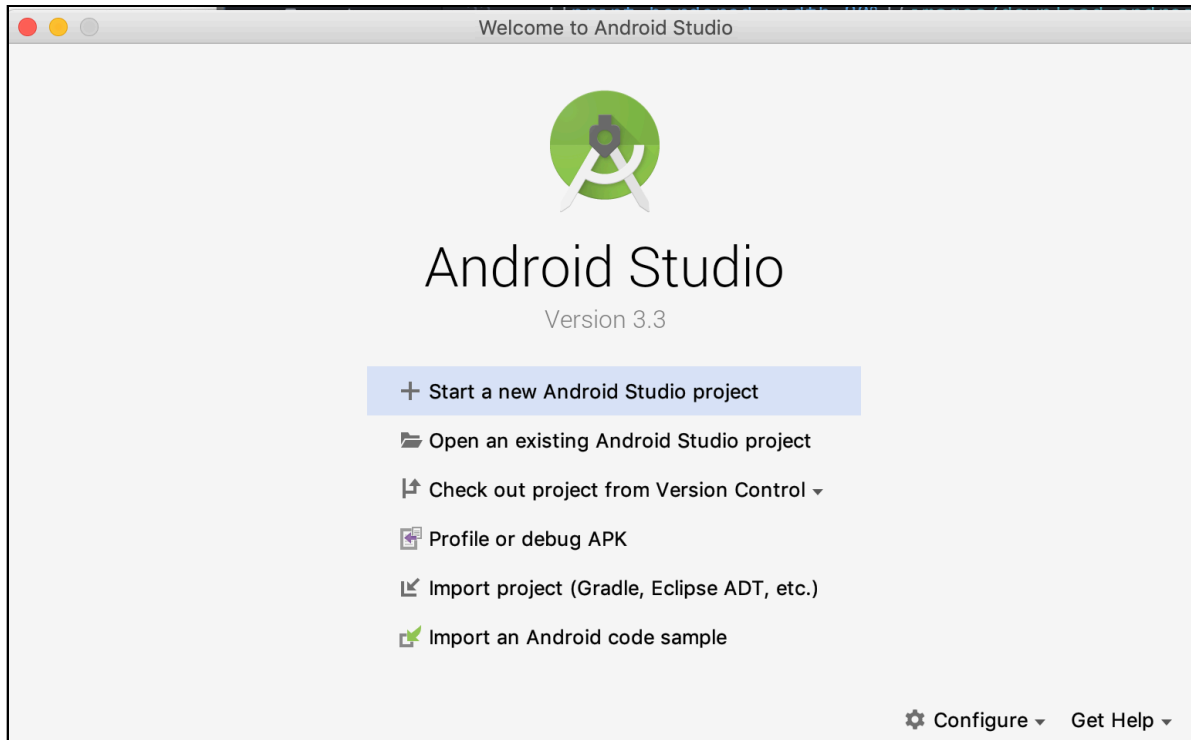 Welcome to Android Studio
Android Studio
Version 3.3
Start a new Android Studio project
Open an existing Android Studio project
Check out project from Version Control
Profile or debug APK
Import project (Gradle, Eclipse ADT, etc.)
Import an Android code sample
Configure
Get Help